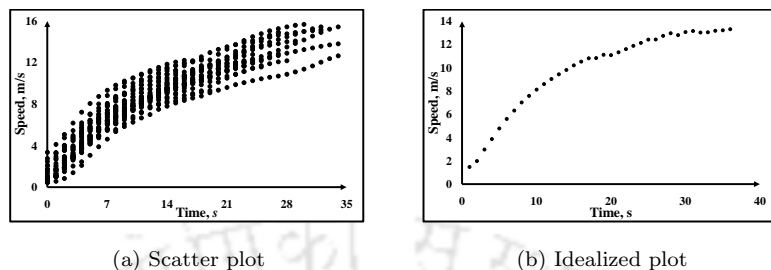 16
12
8
4
0
Speed, m/s
0 7 14 21 28 35
Time, s
(a) Scatter plot
14
12
10
8
6
4
2
0
Speed, m/s
0 10 20 30 40
Time, s
(b) Idealized plot